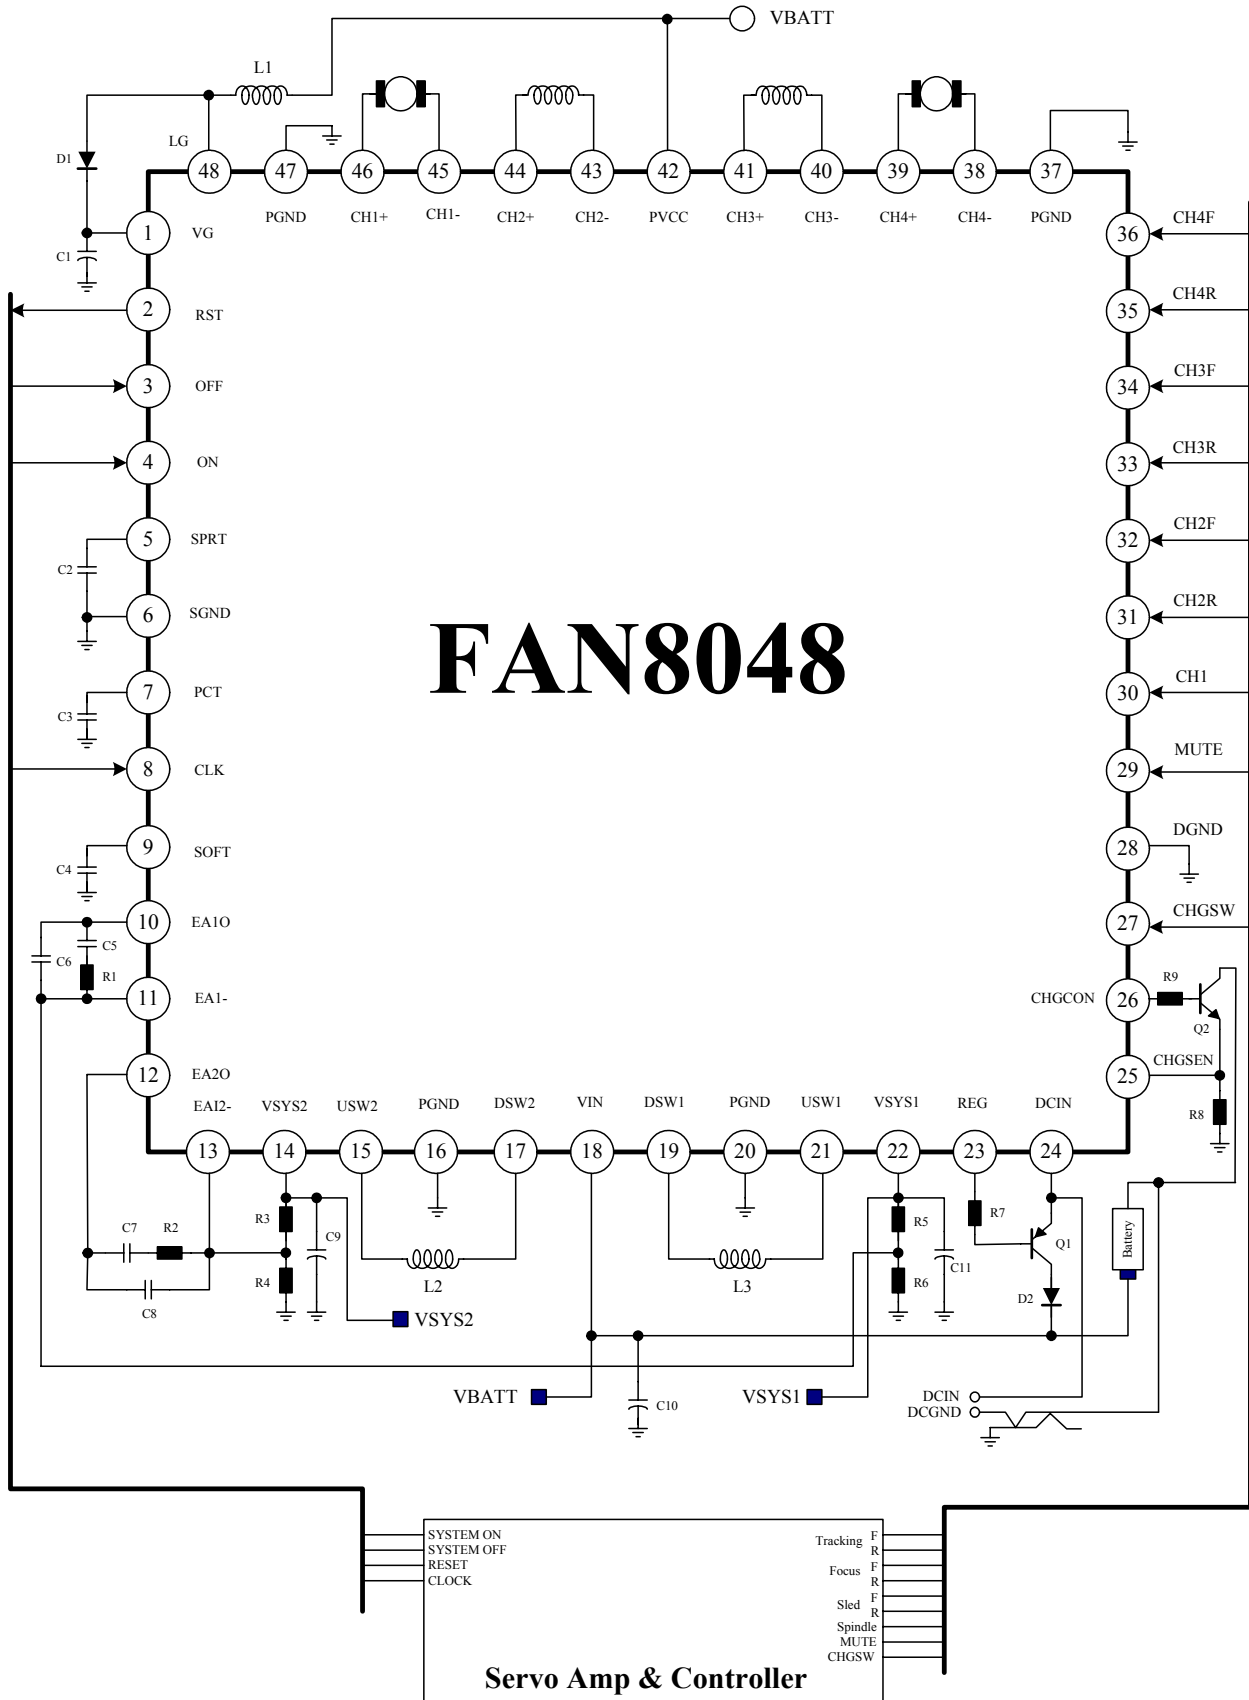 VBATT
L1
LG
D1
48
47
46
45
44
43
42
41
40
39
38
37
PGND
CH1+
CH1-
CH2+
CH2-
PVCC
CH3+
CH3-
CH4+
CH4-
PGND
1
VG
C1
36
CH4F
2
RST
35
CH4R
3
OFF
34
CH3F
4
ON
33
CH3R
5
SPRT
C2
32
CH2F
6
SGND
31
CH2R
FAN8048
7
PCT
C3
30
CH1
8
CLK
29
MUTE
9
SOFT
C4
28
DGND
10
EA1O
C5
C6
R1
27
CHGSW
11
EA1-
CHGCON
26
R9
Q2
12
EA2O
25
CHGSEN
R8
EAI2-
VSYS2
USW2
PGND
DSW2
VIN
DSW1
PGND
USW1
VSYS1
REG
DCIN
13
14
15
16
17
18
19
20
21
22
23
24
C7
R2
C8
R3
R4
C9
L2
L3
R5
R6
C11
R7
Q1
D2
Battery
VSYS2
VBATT
C10
VSYS1
DCIN
DCGND
SYSTEM ON
SYSTEM OFF
RESET
CLOCK
Tracking F
R
Focus F
R
Sled F
R
Spindle
MUTE
CHGSW
Servo Amp & Controller